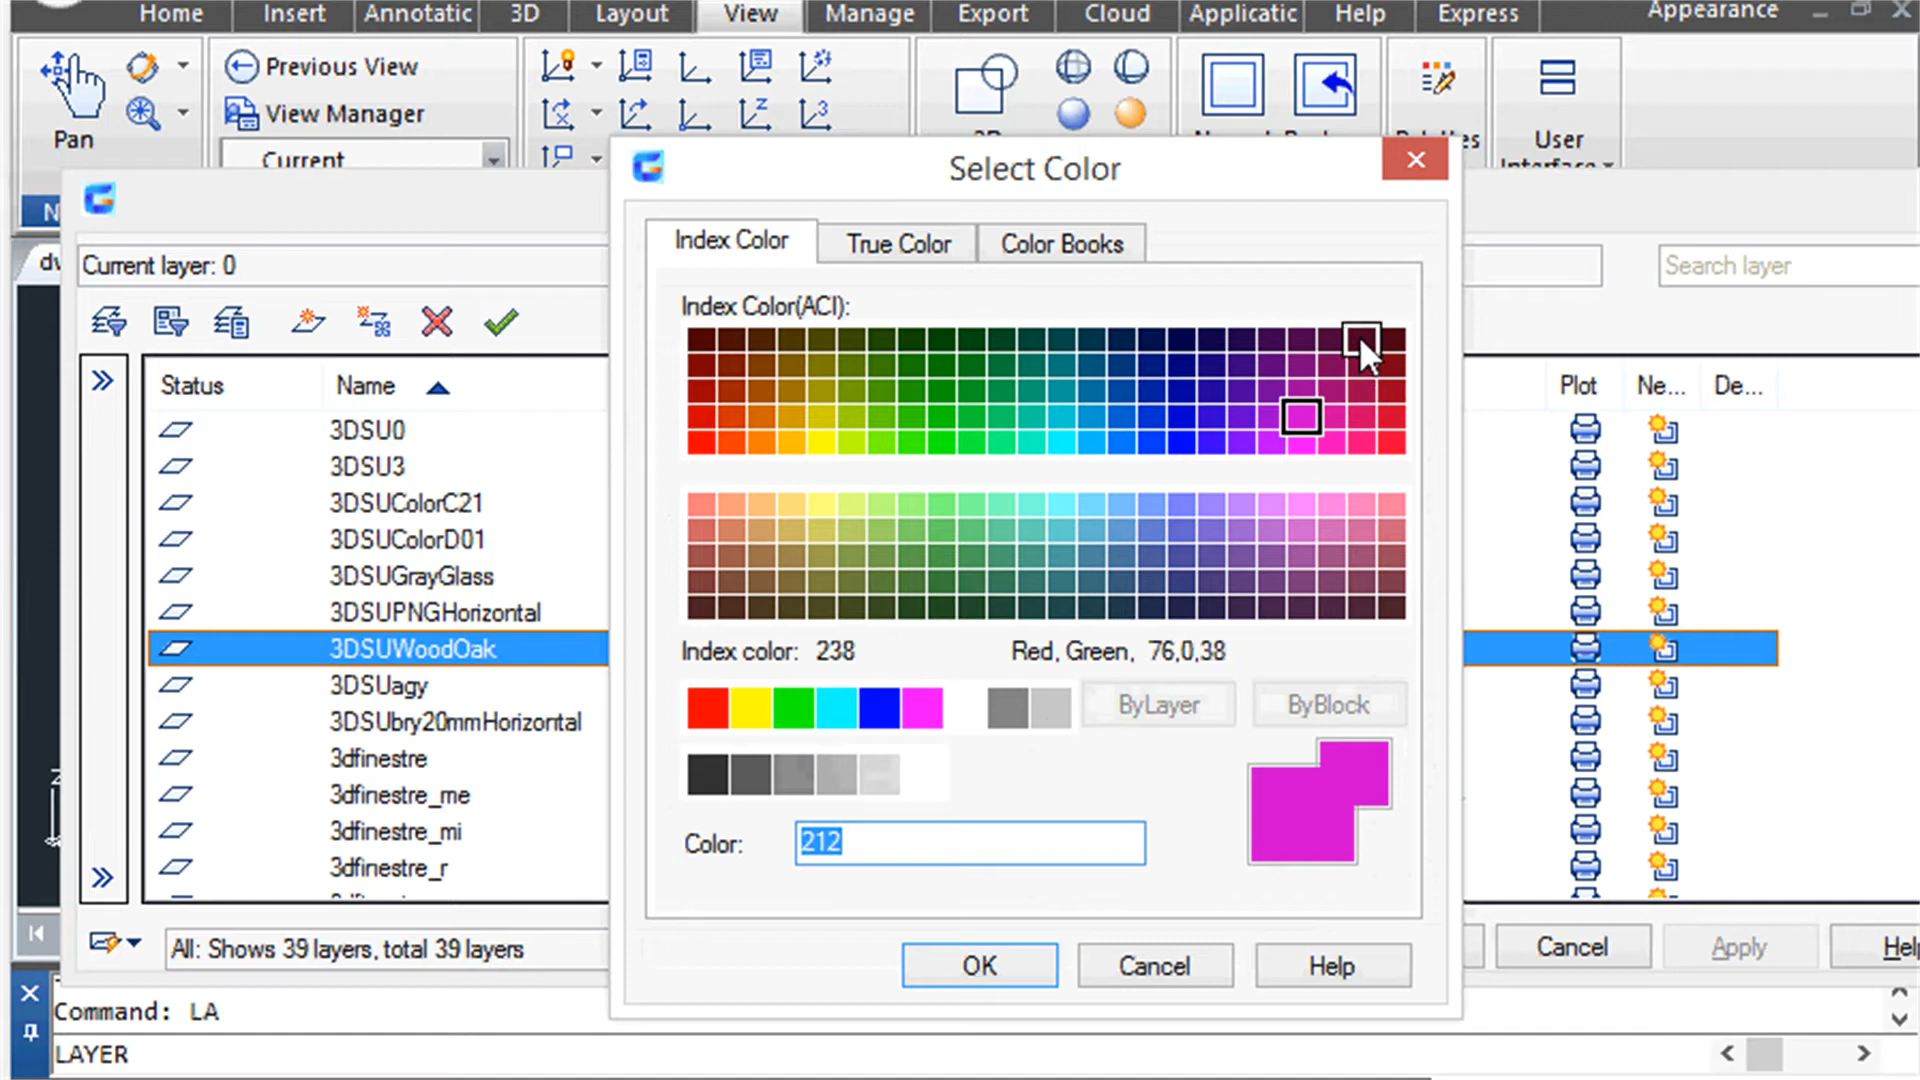 Home Insert Annotatic 3D Layout View Manage Export Cloud Applicatic Help Express Appearance
Previous View
View Manager
Pan
Current
User
Interface
Select Color
Index Color True Color Color Books
Current layer: 0
Search layer
Index Color(ACI):
Status Name
Plot Ne... De...
3DSU0
3DSU3
3DSUColorC21
3DSUColorD01
3DSUGrayGlass
3DSUPNGHorizontal
3DSUWoodOak
3DSUagy
3DSUbry20mmHorizontal
3dfinestre
3dfinestre_me
3dfinestre_mi
3dfinestre_r
Index color: 238 Red, Green, 76,0,38
ByLayer ByBlock
Color: 212
OK Cancel Help
All: Shows 39 layers, total 39 layers
Cancel Apply Help
Command: LA
LAYER